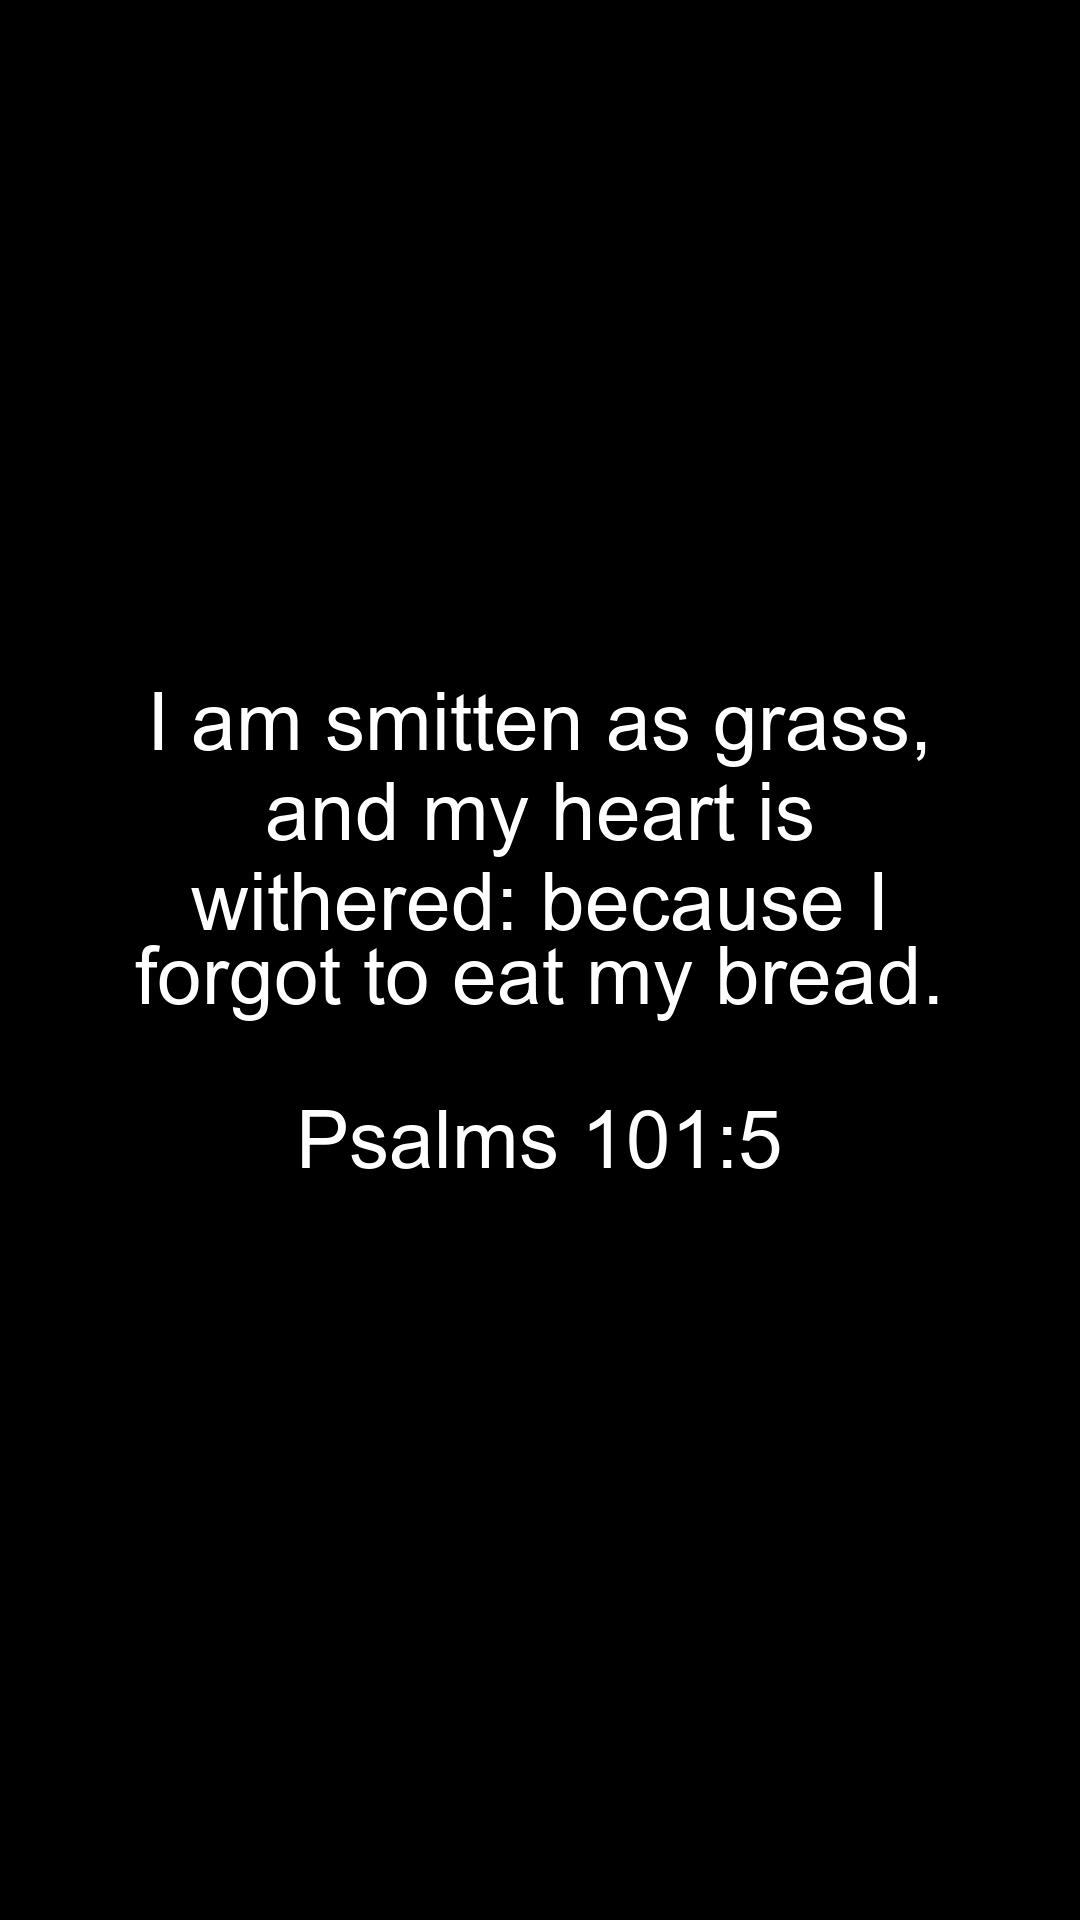 I am smitten as grass,
and my heart is
withered: because I
forgot to eat my bread.
Psalms 101:5